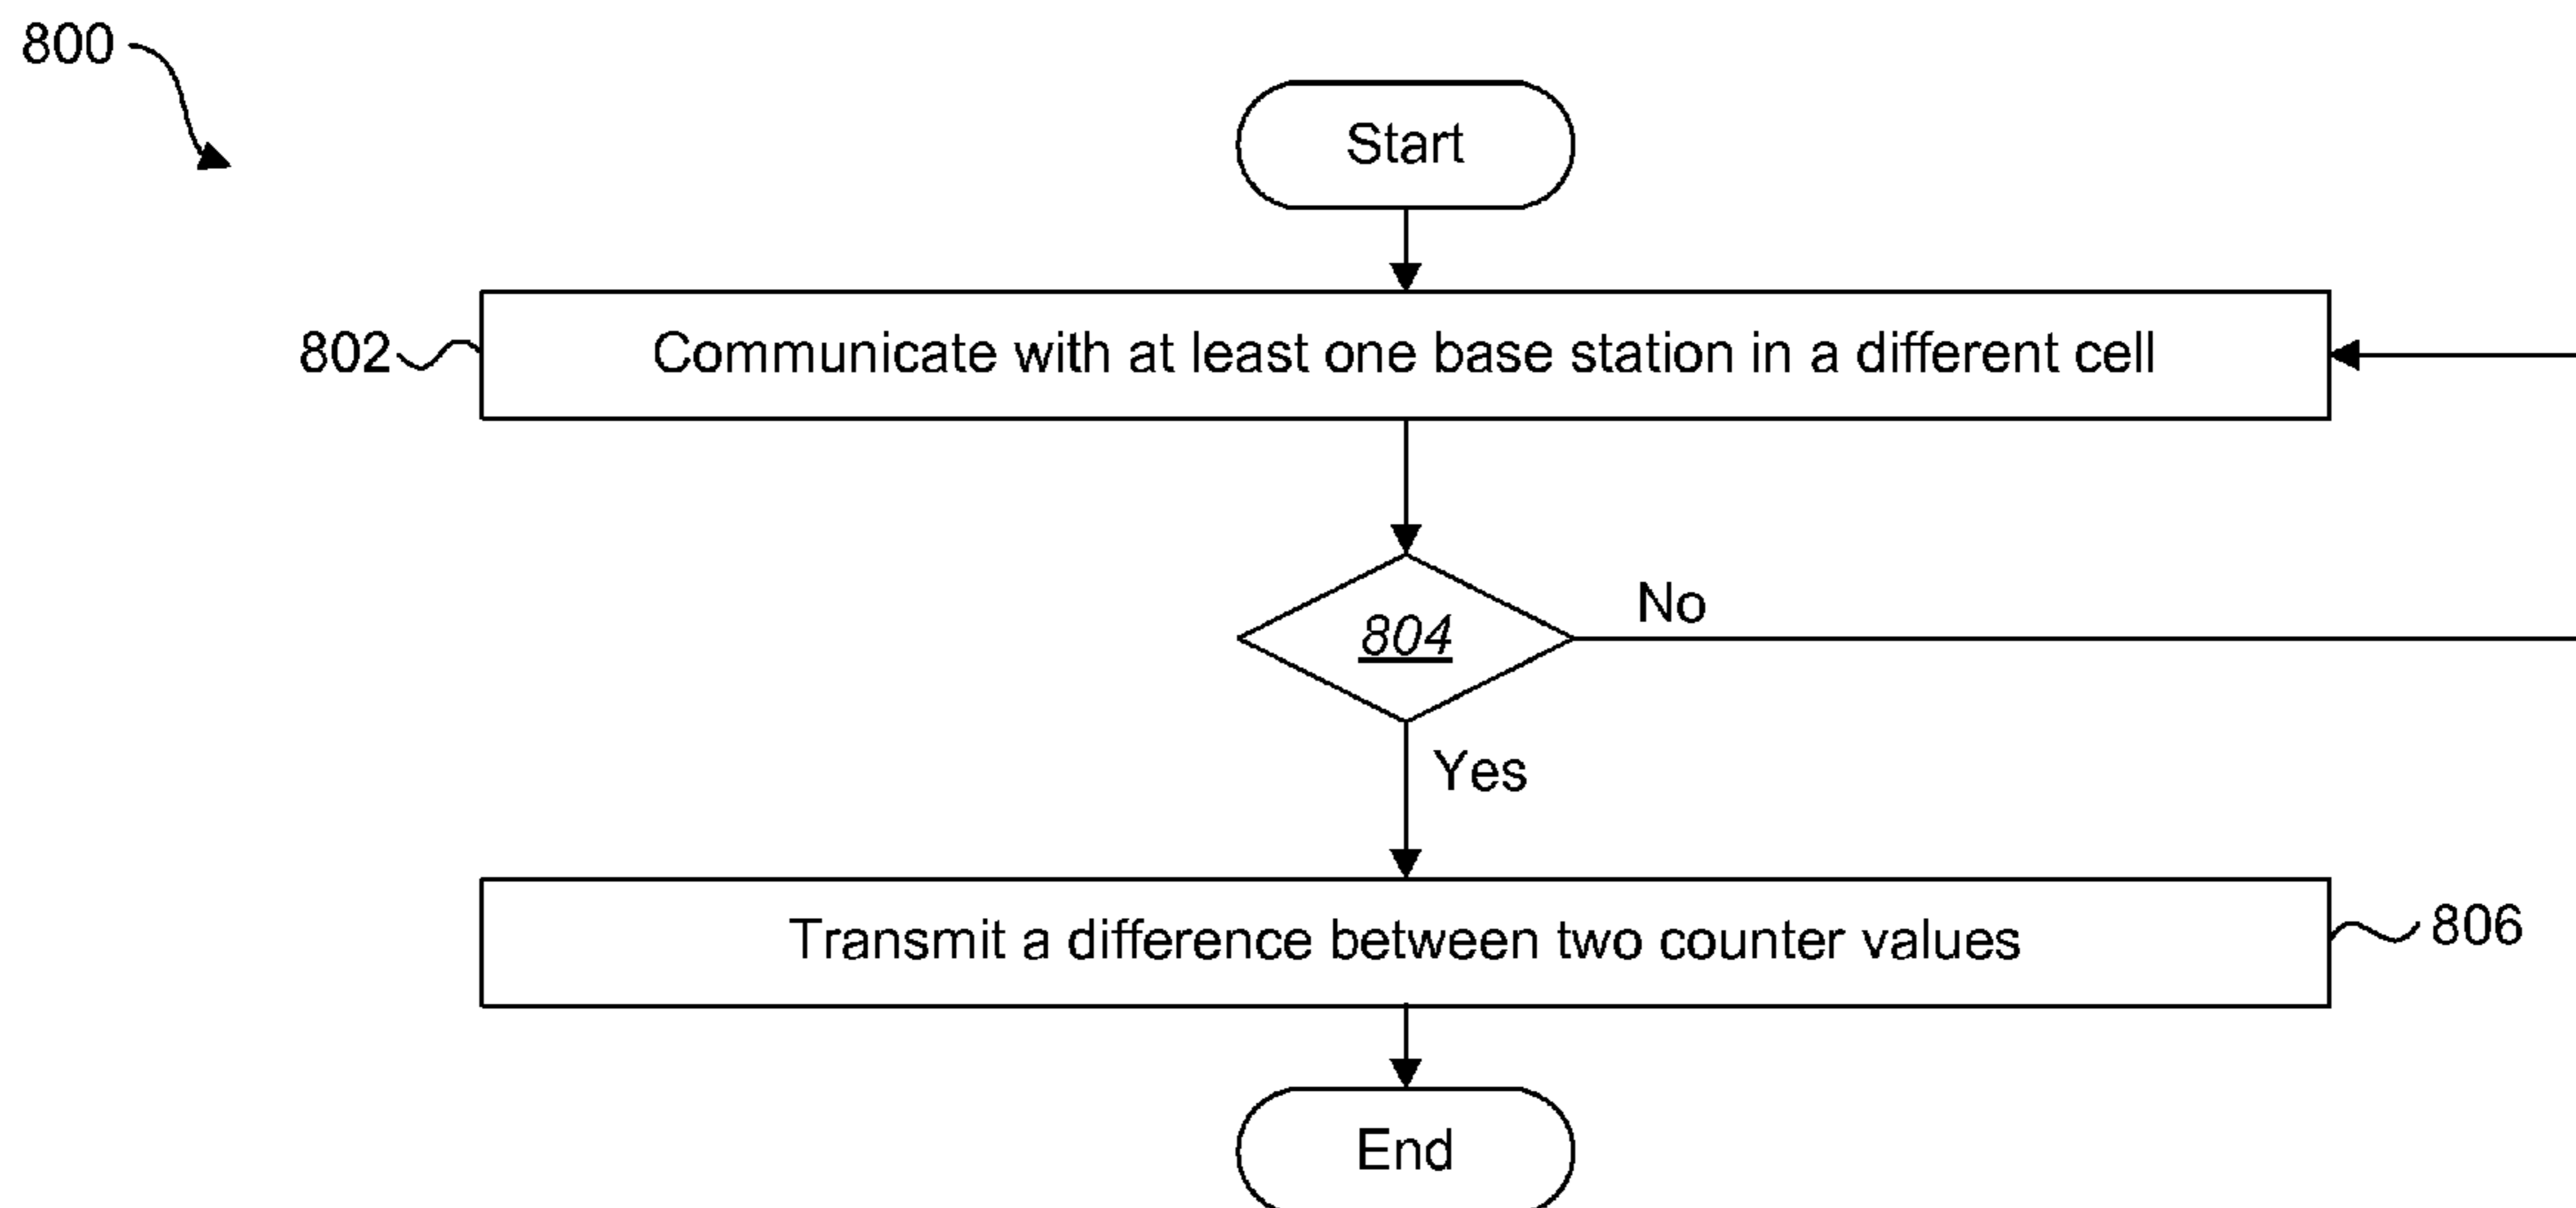 800
Start
802
Communicate with at least one base station in a different cell
804
No
Yes
Transmit a difference between two counter values
806
End